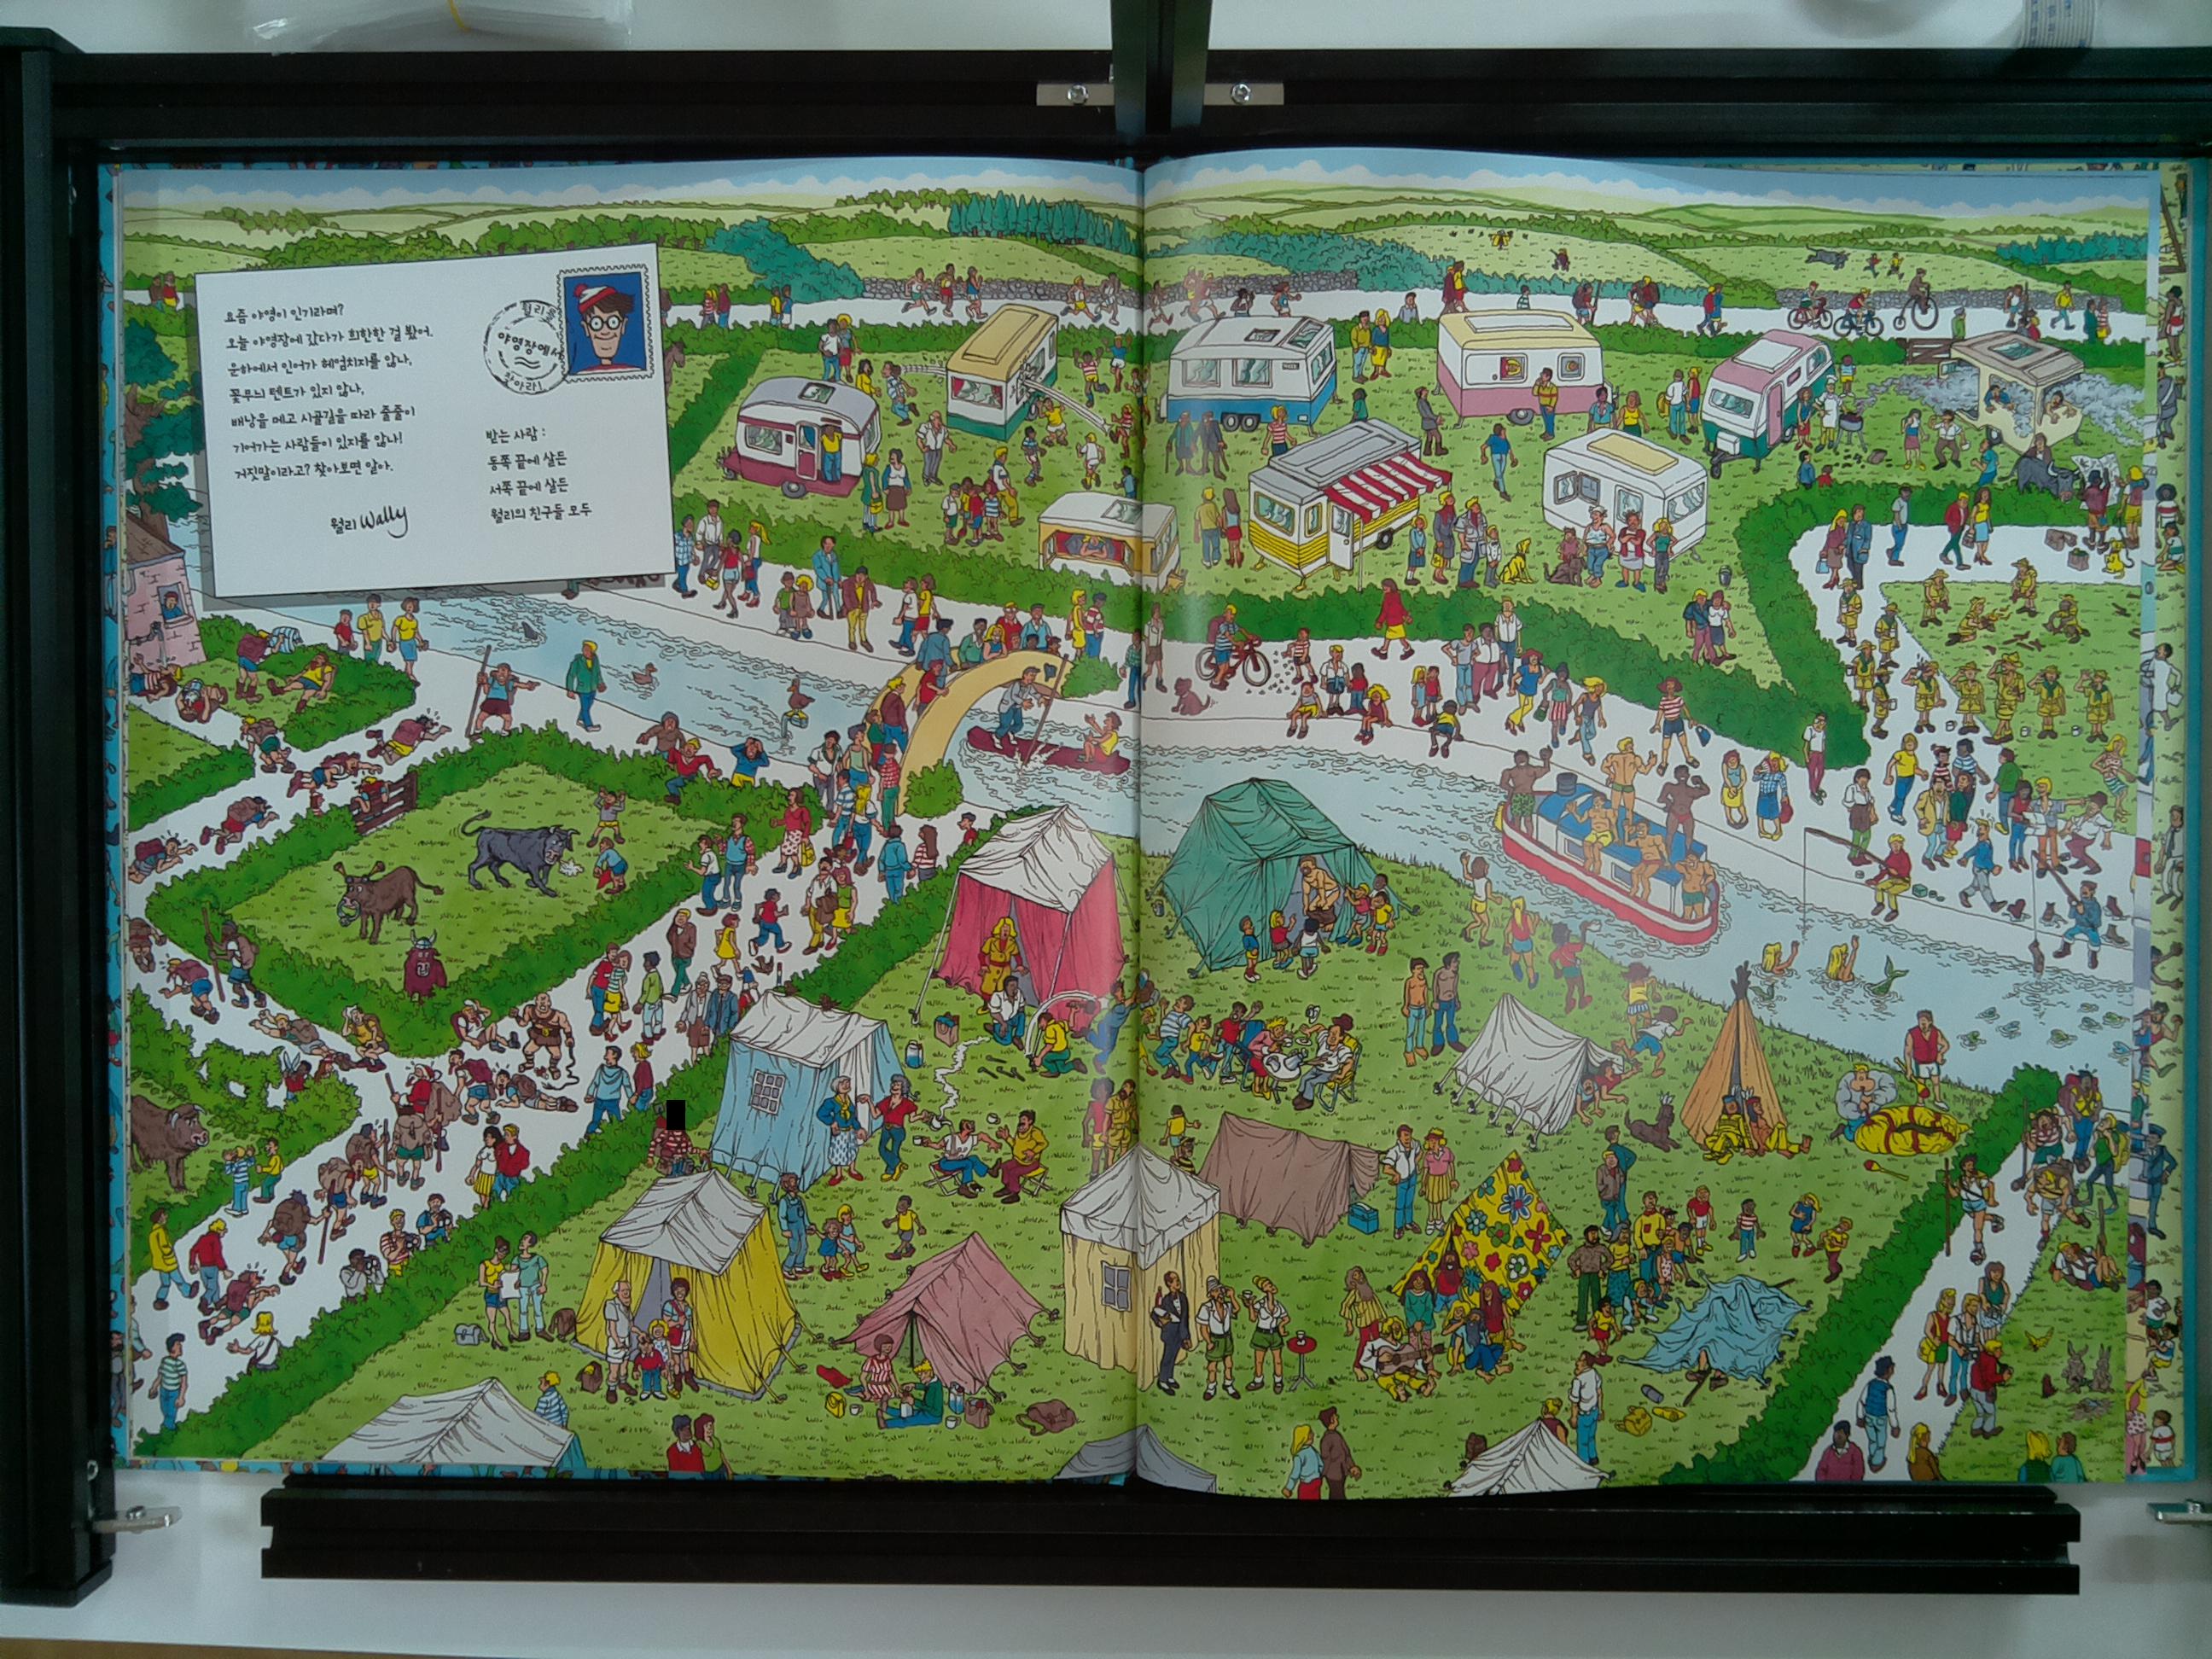 요즘 야영이 인기라며?
오늘 야영장에 갔다가 희한한 걸 봤어.
운하에서 인어가 헤엄치지를 않나,
꽃무늬 텐트가 있지 않나,
배낭을 메고 시골길을 따라 줄줄이
기어가는 사람들이 있지를 않나!
거짓말이라고? 찾아보면 알아.
월리 Wally
월리를
야영장에서
찾아라!
받는 사람 :
동쪽 끝에 살든
서쪽 끝에 살든
월리의 친구들 모두